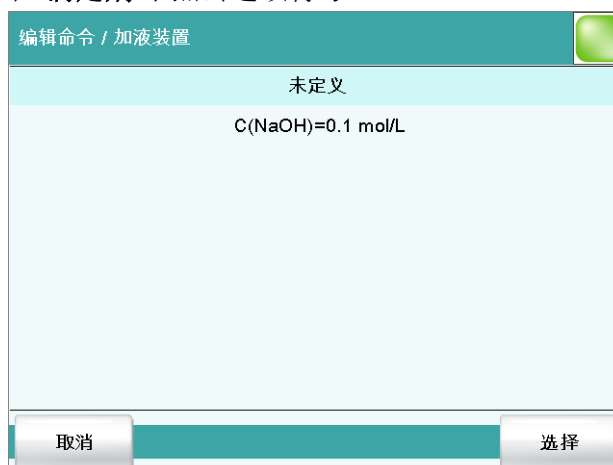 编辑命令 / 加液装置
未定义
C(NaOH)=0.1 mol/L
取消
选择